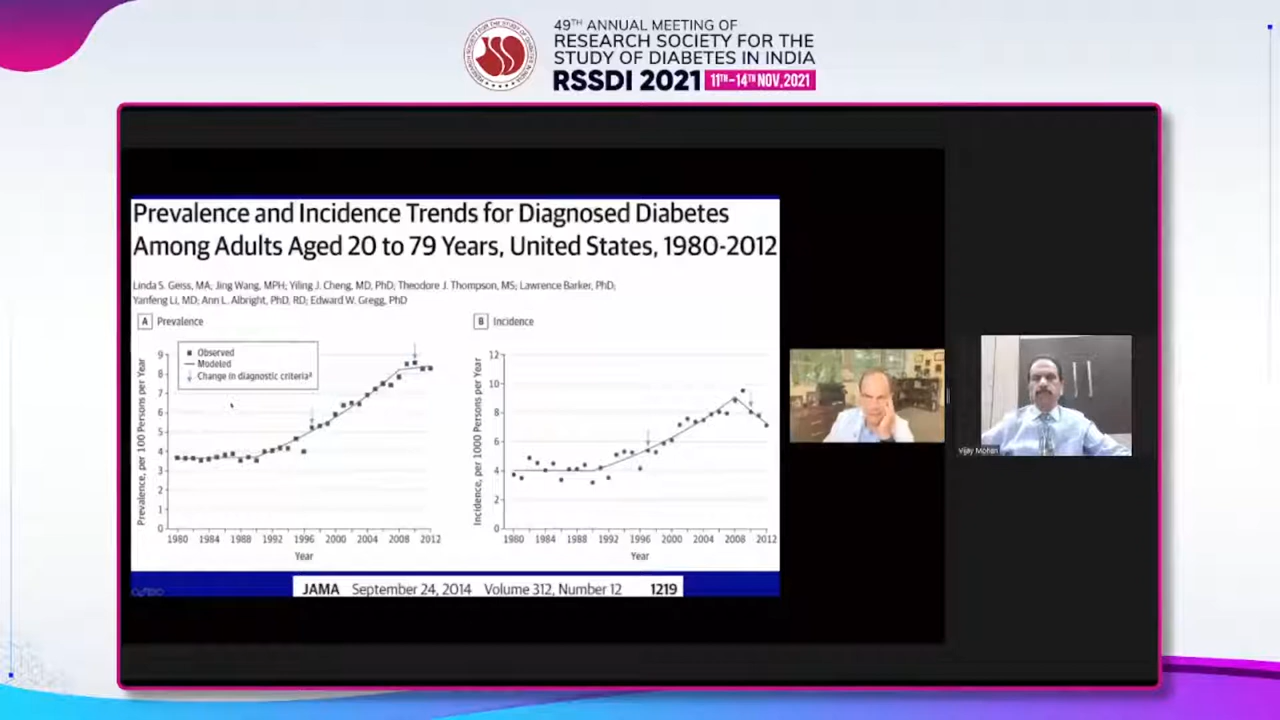 49TH ANNUAL MEETING OF
RESEARCH SOCIETY FOR THE
STUDY OF DIABETES IN INDIA
RSSDI 2021 11TH-14TH NOV, 2021
Prevalence and Incidence Trends for Diagnosed Diabetes
Among Adults Aged 20 to 79 Years, United States, 1980-2012
Linda S. Geiss, MA; Jing Wang, MPH; Yiling J. Cheng, MD, PhD; Theodore J. Thompson, MS; Lawrence Barker, PhD;
Yanfeng Li, MD; Ann L. Albright, PhD, RD; Edward W. Gregg, PhD
A Prevalence
Prevalence, per 100 Persons per Year
9
8
7
6
5
4
3
2
1
0
Observed
Modeled
Change in diagnostic criteriaª
1980 1984 1988 1992 1996 2000 2004 2008 2012
Year
B Incidence
Incidence, per 1000 Persons per Year
12
10
8
6
4
2
0
1980 1984 1988 1992 1996 2000 2004 2008 2012
Year
JAMA September 24, 2014 Volume 312, Number 12 1219
Vijay Mohan